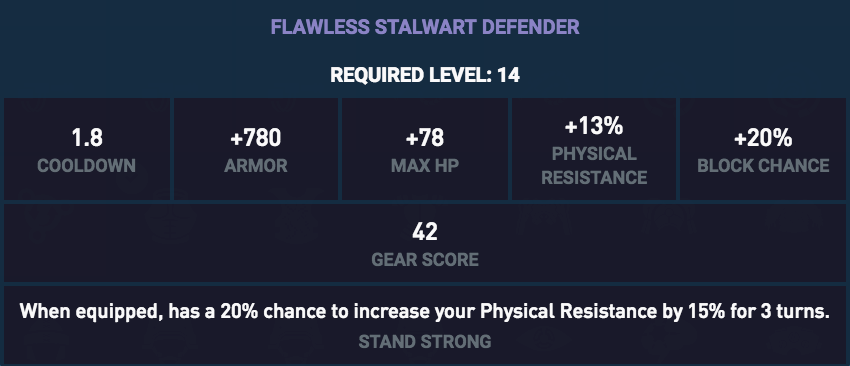 FLAWLESS STALWART DEFENDER
REQUIRED LEVEL: 14
1.8
COOLDOWN
+780
ARMOR
+78
MAX HP
+13%
PHYSICAL
RESISTANCE
+20%
BLOCK CHANCE
42
GEAR SCORE
When equipped, has a 20% chance to increase your Physical Resistance by 15% for 3 turns.
STAND STRONG